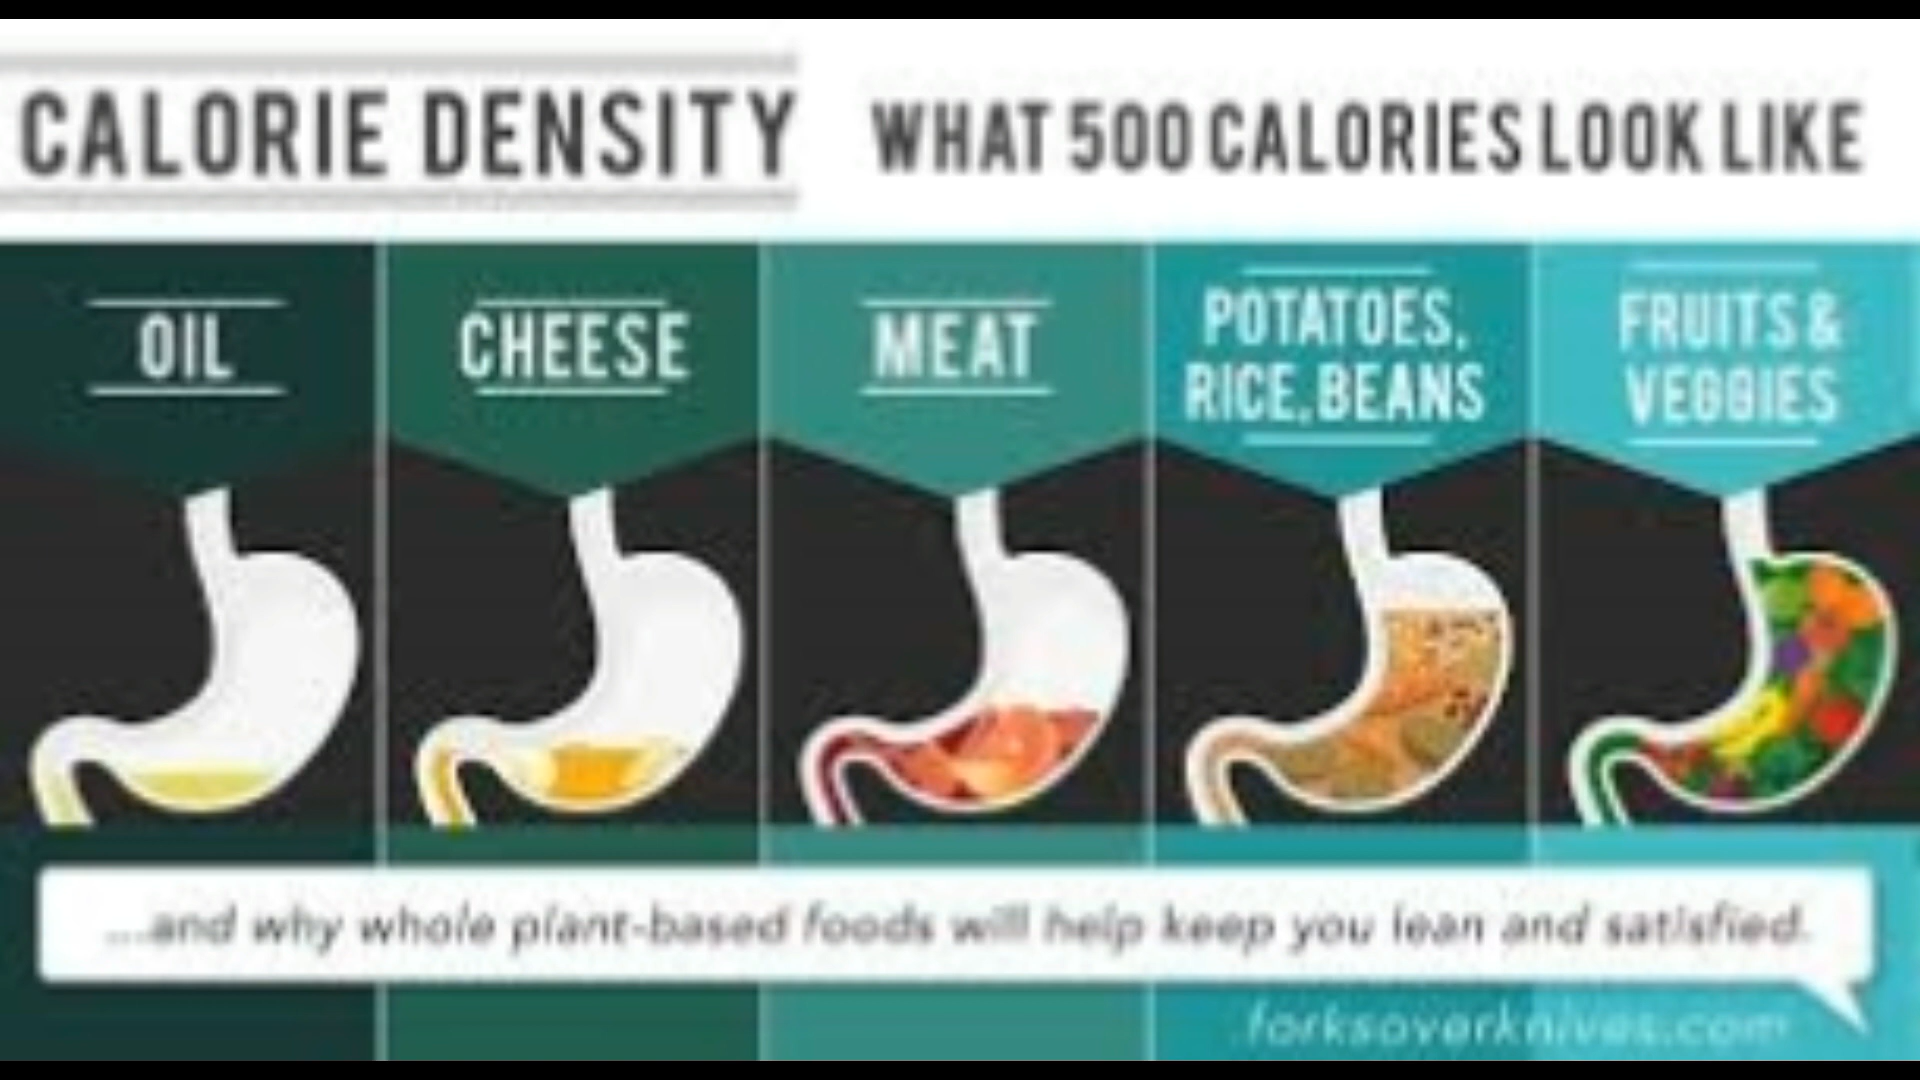 CALORIE DENSITY
WHAT 500 CALORIES LOOK LIKE
OIL
CHEESE
MEAT
POTATOES,
RICE, BEANS
FRUITS &
VEGGIES
...and why whole plant-based foods will help keep you lean and satisfied.
forksoverknives.com